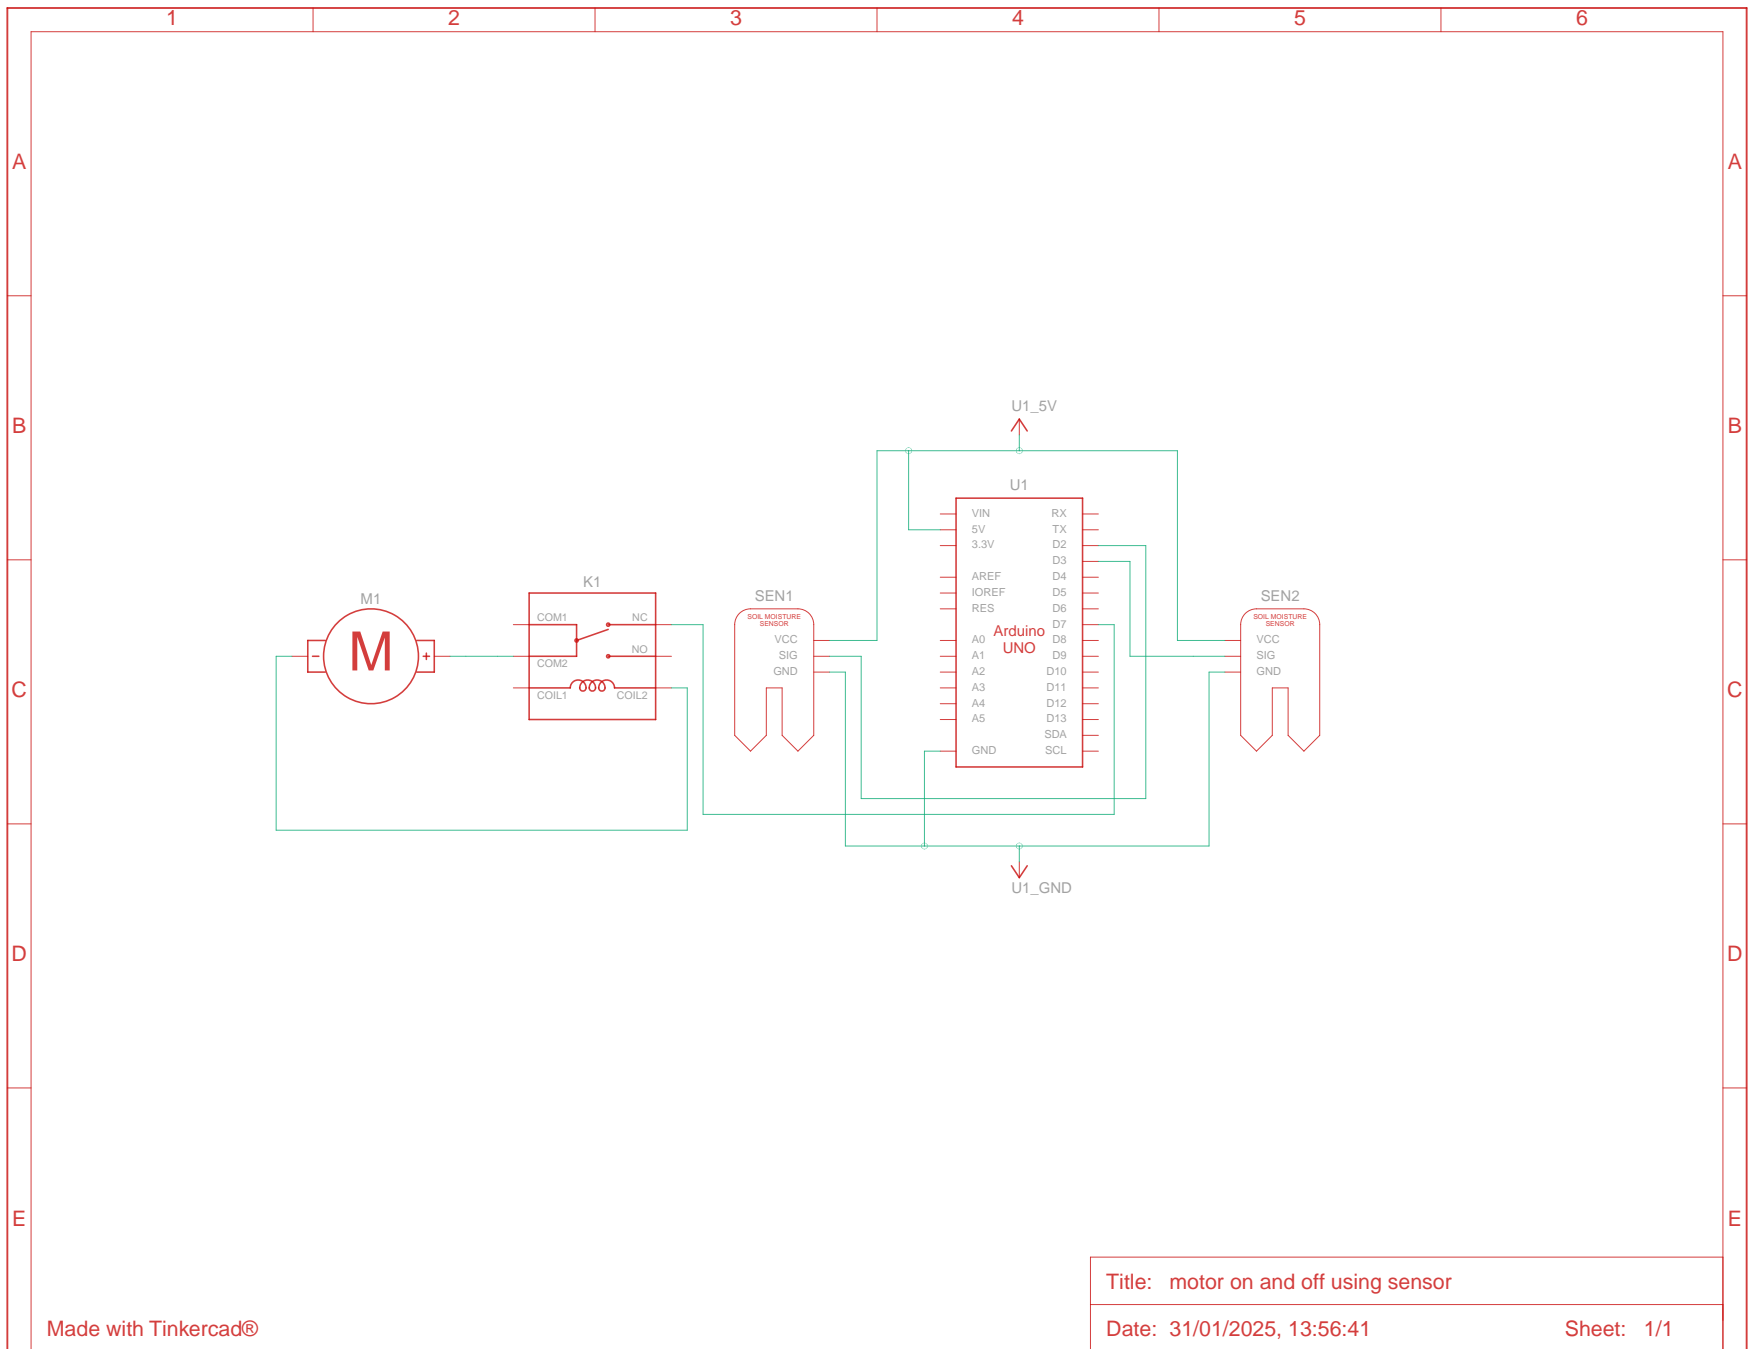 1 2 3 4 5 6
A A
B B
C C
D D
E E
U1_5V
U1
VIN RX
5V TX
3.3V D2
D3
AREF D4
IOREF D5
RES D6
D7
A0 D8
A1 D9
A2 D10
A3 D11
A4 D12
A5 D13
SDA
GND SCL
Arduino
UNO
M1
M
- +
K1
COM1 NC
COM2 NO
COIL1 COIL2
SEN1
SOIL MOISTURE
SENSOR
VCC
SIG
GND
SEN2
SOIL MOISTURE
SENSOR
VCC
SIG
GND
U1_GND
Made with Tinkercad®
Title: motor on and off using sensor
Date: 31/01/2025, 13:56:41 Sheet: 1/1